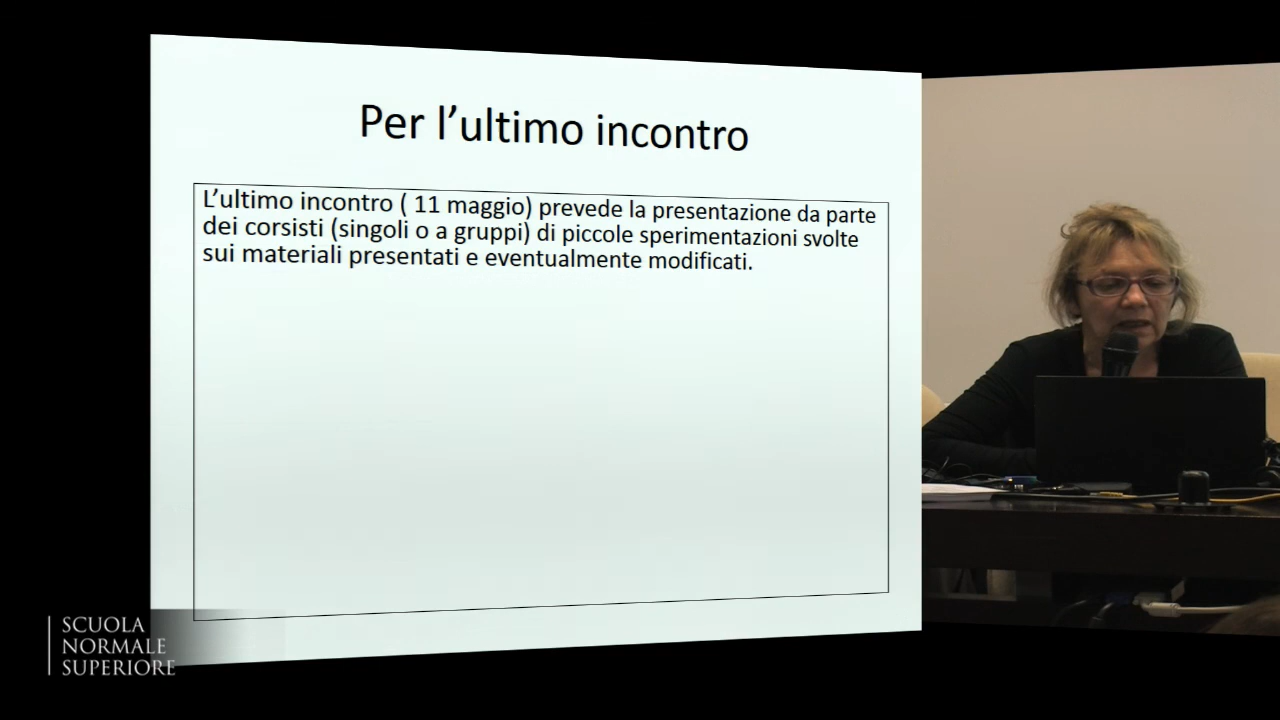 Per l’ultimo incontro
L’ultimo incontro ( 11 maggio) prevede la presentazione da parte
dei corsisti (singoli o a gruppi) di piccole sperimentazioni svolte
sui materiali presentati e eventualmente modificati.
SCUOLA
NORMALE
SUPERIORE